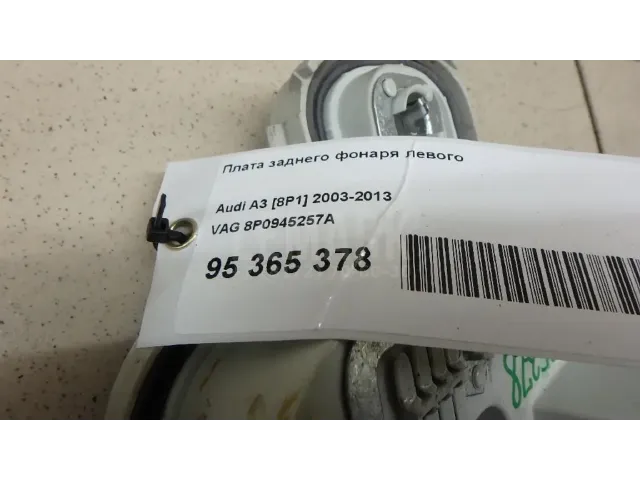 Плата заднего фонаря левого
Audi A3 [8P1] 2003-2013
VAG 8P0945257A
95 365 378